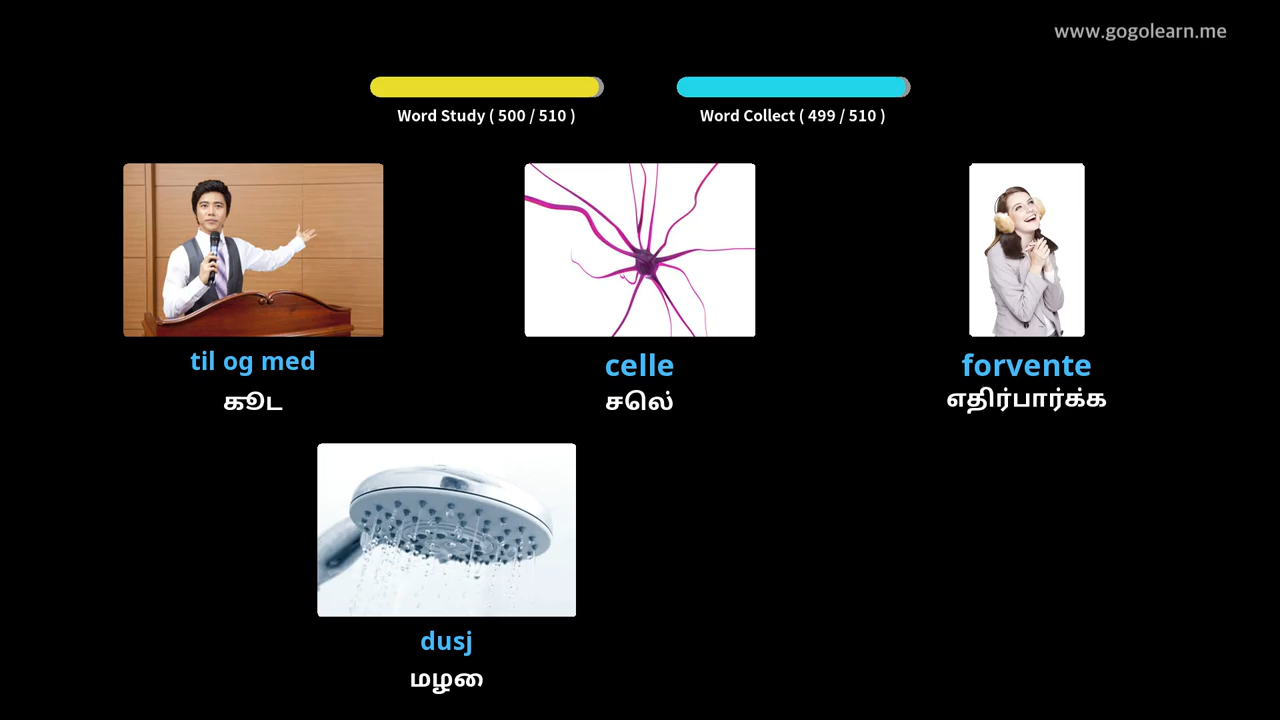 www.gogolearn.me
Word Study ( 500 / 510 )
Word Collect ( 499 / 510 )
til og med
கூட
celle
செல்
forvente
எதிர்பார்க்க
dusj
மழை